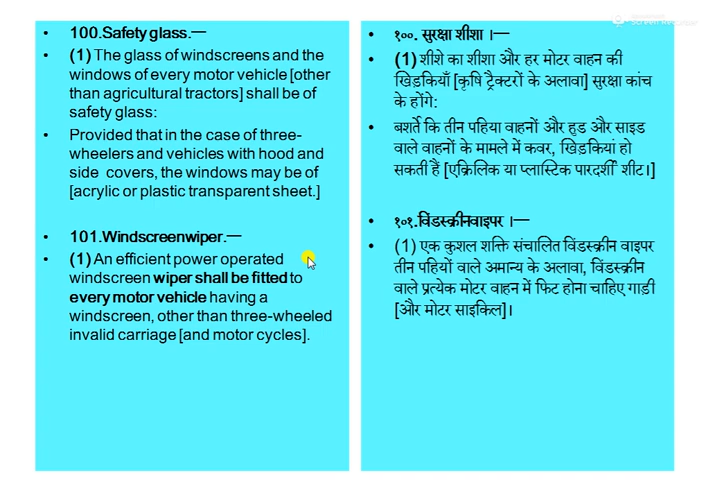 • 100.Safety glass.—
• (1) The glass of windscreens and the
windows of every motor vehicle [other
than agricultural tractors] shall be of
safety glass:
• Provided that in the case of three-
wheelers and vehicles with hood and
side covers, the windows may be of
[acrylic or plastic transparent sheet.]
• 101.Windscreenwiper.—
• (1) An efficient power operated
windscreen wiper shall be fitted to
every motor vehicle having a
windscreen, other than three-wheeled
invalid carriage [and motor cycles].
• १००. सुरक्षा शीशा ।—
• (1) शीशे का शीशा और हर मोटर वाहन की
खिड़कियाँ [कृषि ट्रैक्टरों के अलावा] सुरक्षा कांच
के होंगे:
• बशर्ते कि तीन पहिया वाहनों और हुड और साइड
वाले वाहनों के मामले में कवर, खिड़कियां हो
सकती हैं [एक्रिलिक या प्लास्टिक पारदर्शी शीट।]
• १०१.विंडस्क्रीनवाइपर ।—
• (1) एक कुशल शक्ति संचालित विंडस्क्रीन वाइपर
तीन पहियों वाले अमान्य के अलावा, विंडस्क्रीन
वाले प्रत्येक मोटर वाहन में फिट होना चाहिए गाड़ी
[और मोटर साइकिल]।
Screen Recorder